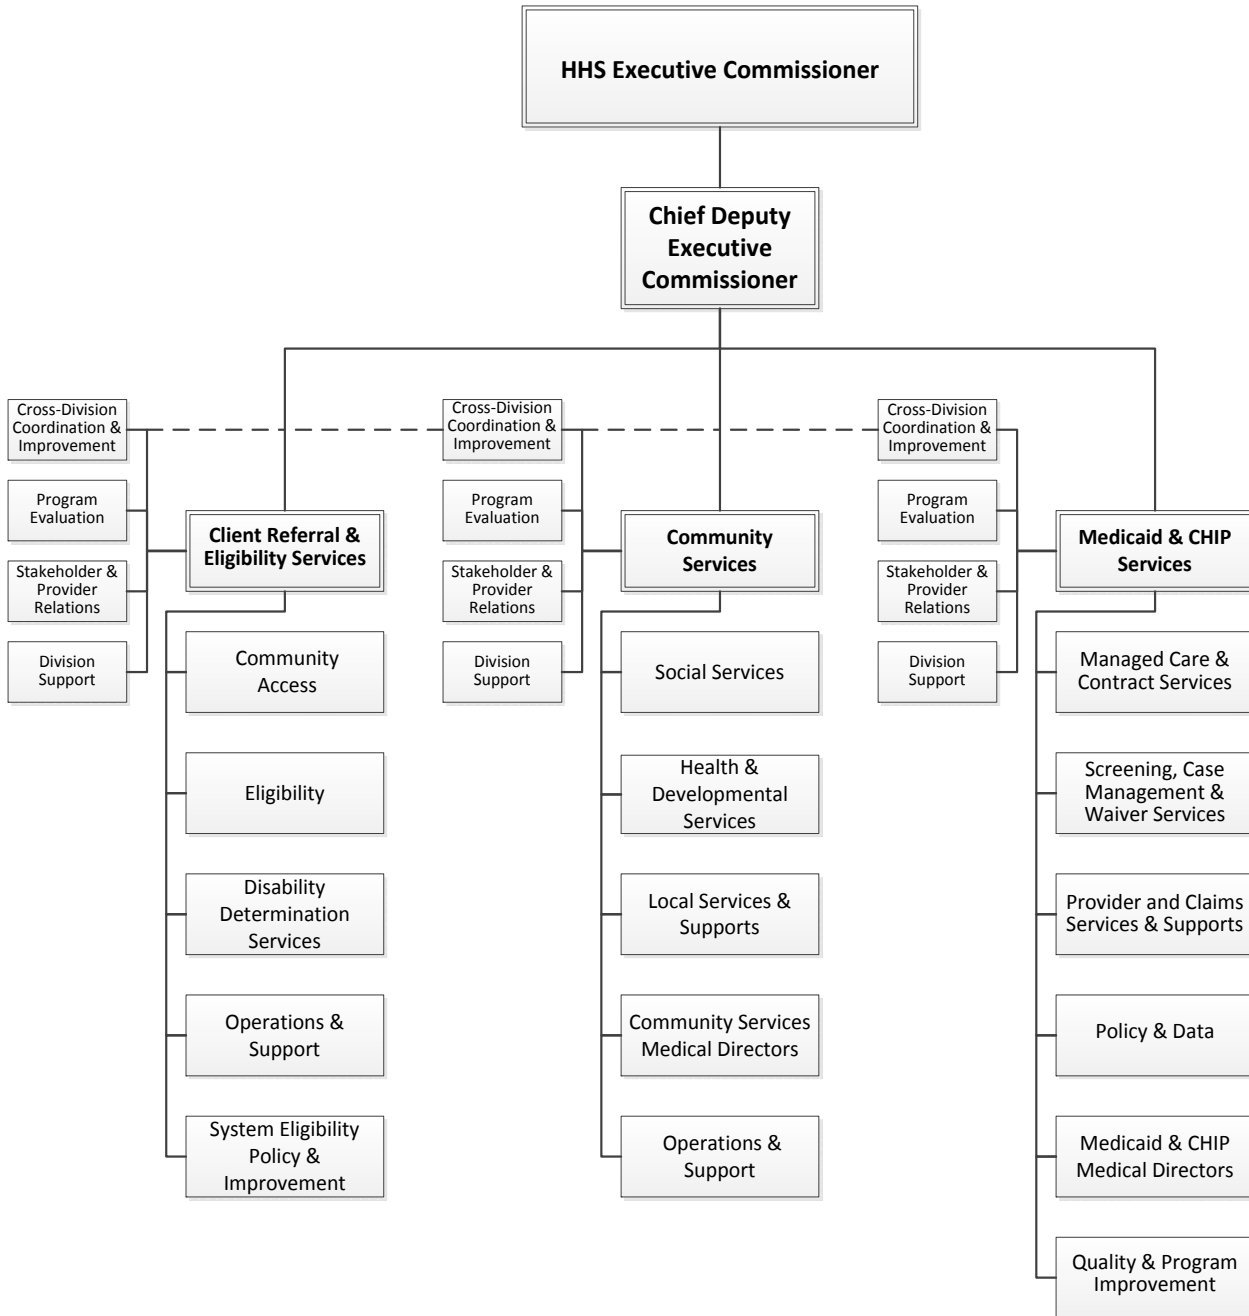 HHS Executive Commissioner
Chief Deputy
Executive
Commissioner
Cross-Division
Coordination &
Improvement
Program
Evaluation
Stakeholder &
Provider
Relations
Division
Support
Client Referral &
Eligibility Services
Community
Access
Eligibility
Disability
Determination
Services
Operations &
Support
System Eligibility
Policy &
Improvement
Cross-Division
Coordination &
Improvement
Program
Evaluation
Stakeholder &
Provider
Relations
Division
Support
Community
Services
Social Services
Health &
Developmental
Services
Local Services &
Supports
Community Services
Medical Directors
Operations &
Support
Cross-Division
Coordination &
Improvement
Program
Evaluation
Stakeholder &
Provider
Relations
Division
Support
Medicaid & CHIP
Services
Managed Care &
Contract Services
Screening, Case
Management &
Waiver Services
Provider and Claims
Services & Supports
Policy & Data
Medicaid & CHIP
Medical Directors
Quality & Program
Improvement